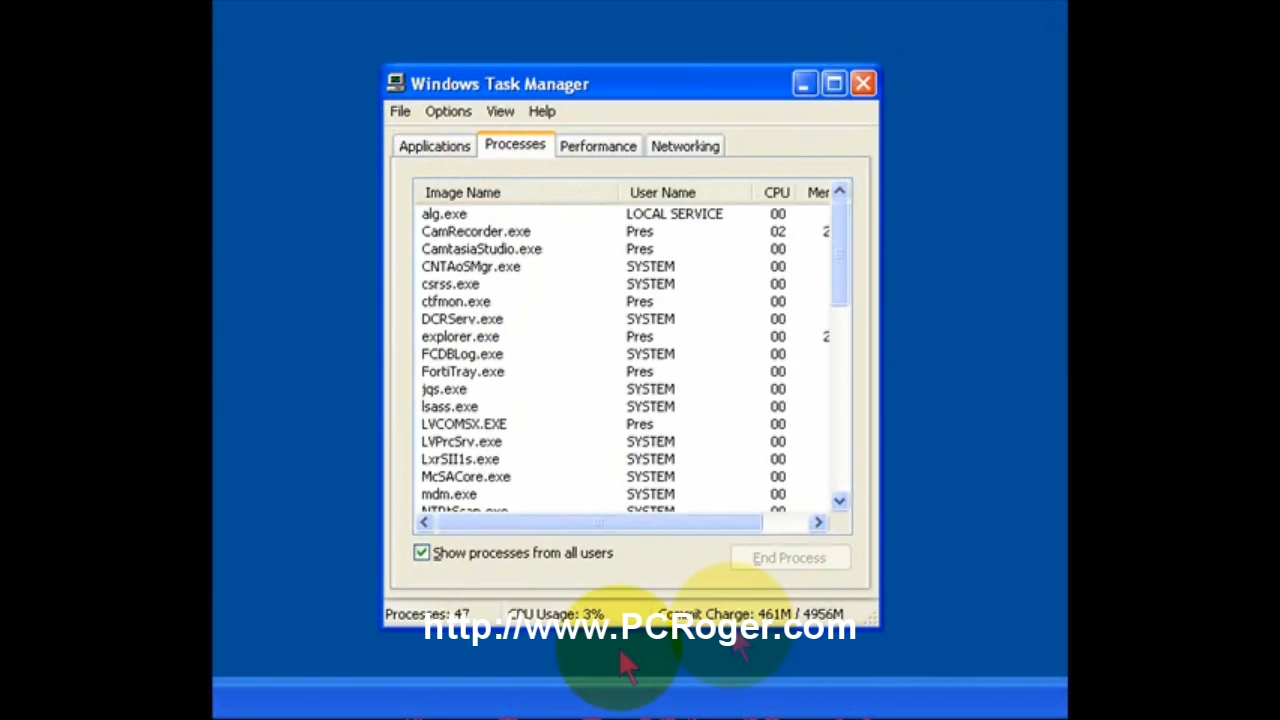 Windows Task Manager
File Options View Help
Applications Processes Performance Networking
Image Name User Name CPU Mer
alg.exe LOCAL SERVICE 00
CamRecorder.exe Pres 02 2
CamtasiaStudio.exe Pres 00
CNTAoSMgr.exe SYSTEM 00
csrss.exe SYSTEM 00
ctfmon.exe Pres 00
DCRServ.exe SYSTEM 00
explorer.exe Pres 00 2
FCDBLog.exe SYSTEM 00
FortiTray.exe Pres 00
jqs.exe SYSTEM 00
lsass.exe SYSTEM 00
LVCOMSX.EXE Pres 00
LVPrcSrv.exe SYSTEM 00
LxrSII1s.exe SYSTEM 00
McSACore.exe SYSTEM 00
mdm.exe SYSTEM 00
SYSTEM 00
Show processes from all users End Process
Processes: 47 CPU Usage: 3% Commit Charge: 461M / 4956M
http://www.PCRoger.com